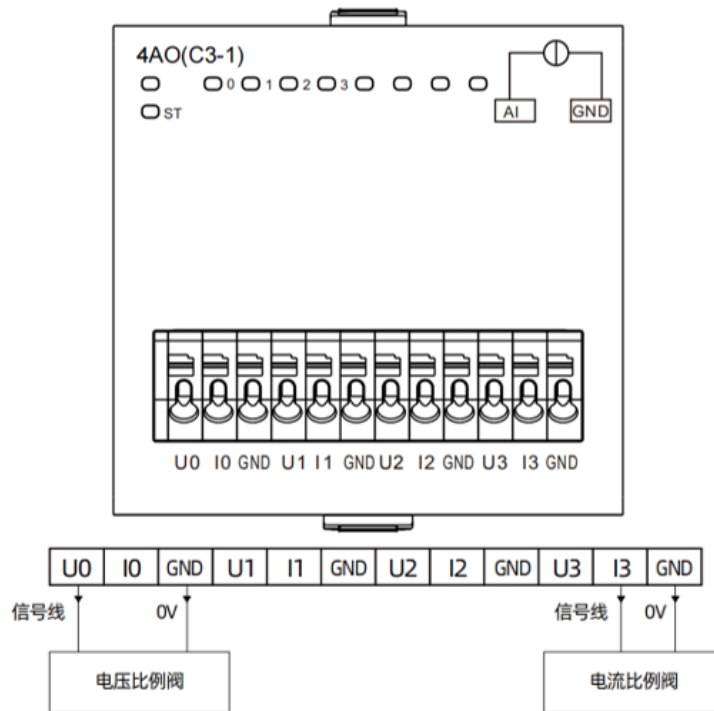 4AO(C3-1)
0 1 2 3
ST
AI GND
U0 I0 GND U1 I1 GND U2 I2 GND U3 I3 GND
U0 I0 GND U1 I1 GND U2 I2 GND U3 I3 GND
信号线 0V 信号线 0V
电压比例阀 电流比例阀